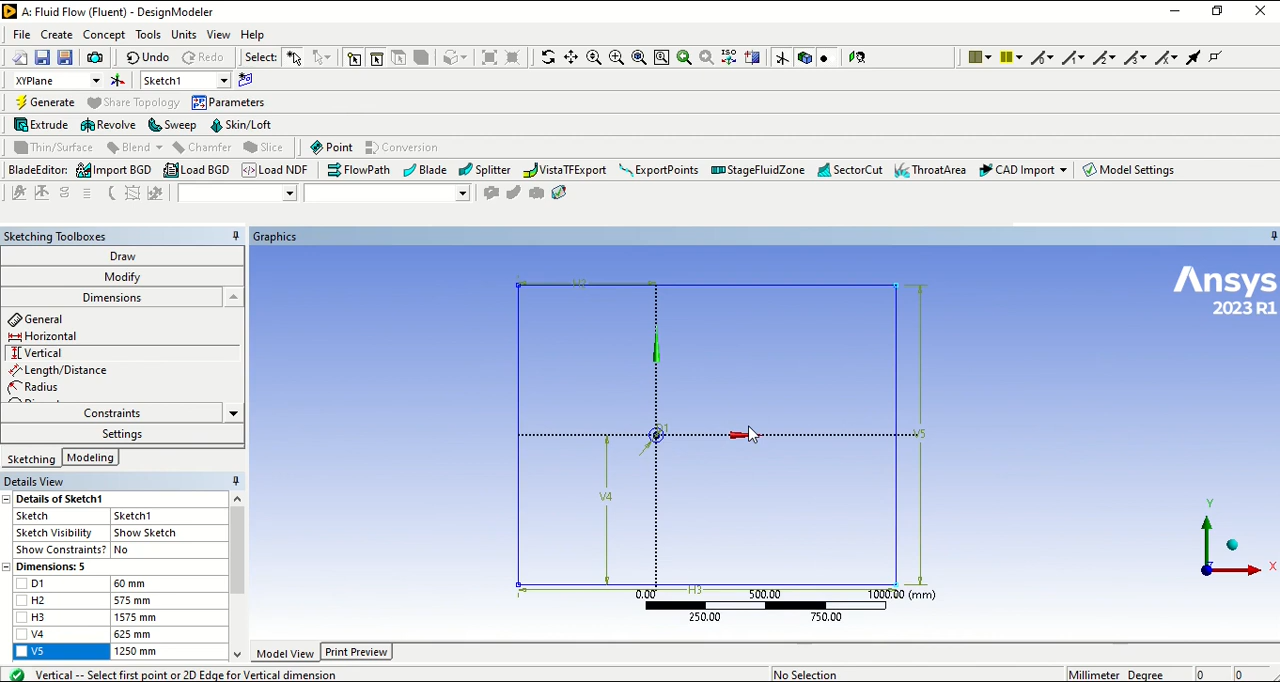 A: Fluid Flow (Fluent) - DesignModeler
File Create Concept Tools Units View Help
Undo Redo Select: ISO
XYPlane Sketch1
Generate Share Topology Parameters
Extrude Revolve Sweep Skin/Loft
Thin/Surface Blend Chamfer Slice Point Conversion
BladeEditor: Import BGD Load BGD Load NDF FlowPath Blade Splitter VistaTFExport ExportPoints StageFluidZone SectorCut ThroatArea CAD Import Model Settings
Sketching Toolboxes
Draw
Modify
Dimensions
General
Horizontal
Vertical
Length/Distance
Radius
Constraints
Settings
Sketching Modeling
Details View
Details of Sketch1
Sketch Sketch1
Sketch Visibility Show Sketch
Show Constraints? No
Dimensions: 5
D1 60 mm
H2 575 mm
H3 1575 mm
V4 625 mm
V5 1250 mm
Graphics
Ansys
2023 R1
H2
D1
V5
V4
H3
0.00 500.00 1000.00 (mm)
250.00 750.00
Y
X
Model View Print Preview
Vertical -- Select first point or 2D Edge for Vertical dimension No Selection Millimeter Degree 0 0